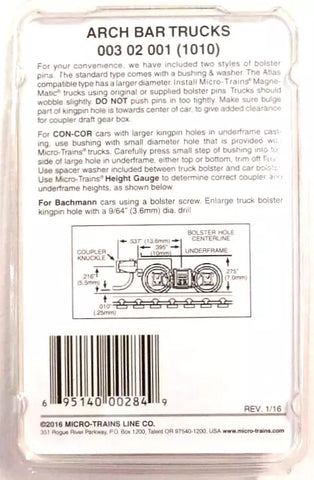 ARCH BAR TRUCKS
003 02 001 (1010)
For your convenience, we have included two styles of bolster
pins. The standard type comes with a bushing & washer. The Atlas
compatible type has a larger diameter. Install Micro-Trains® Magne-
Matic® trucks using original or supplied bolster pins. Trucks should
wobble slightly. DO NOT push pins in too tightly. Make sure bulge
part of kingpin hole is towards center of car, to give added clearance
for coupler draft gear box.
For CON-COR cars with larger kingpin holes in underframe cast-
ing, use bushing with small diameter hole that is provided
Micro-Trains® trucks. Carefully press small step of bushing into
side of large hole in underframe, either top or bottom, trim off
Use spacer washer included between truck bolster and car
Use Micro-Trains® Height Gauge to determine correct coupler
underframe heights, as shown below
For Bachmann cars using a bolster screw. Enlarge truck bolster
kingpin hole with a 9/64" (3.6mm) dia. drill
.537" (13,6mm)
.395"
(10mm)
BOLSTER HOLE
CENTERLINE
COUPLER
KNUCKLE
UNDERFRAME
.216"
(5.5mm)
.275"
(7.0mm)
.010"
(.25mm)
6 95140 00284 9
REV. 1/16
©2016 MICRO-TRAINS LINE CO.
351 Rogue River Parkway, P.O. Box 1200, Talent OR 97540-1200, USA www.micro-trains.com